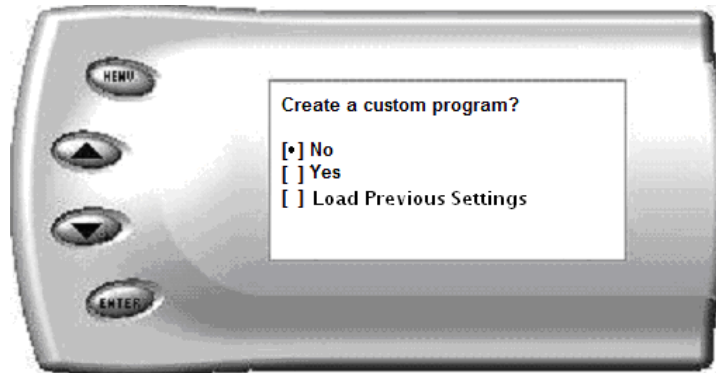 MENU
Create a custom program?
[•] No
[ ] Yes
[ ] Load Previous Settings
ENTER